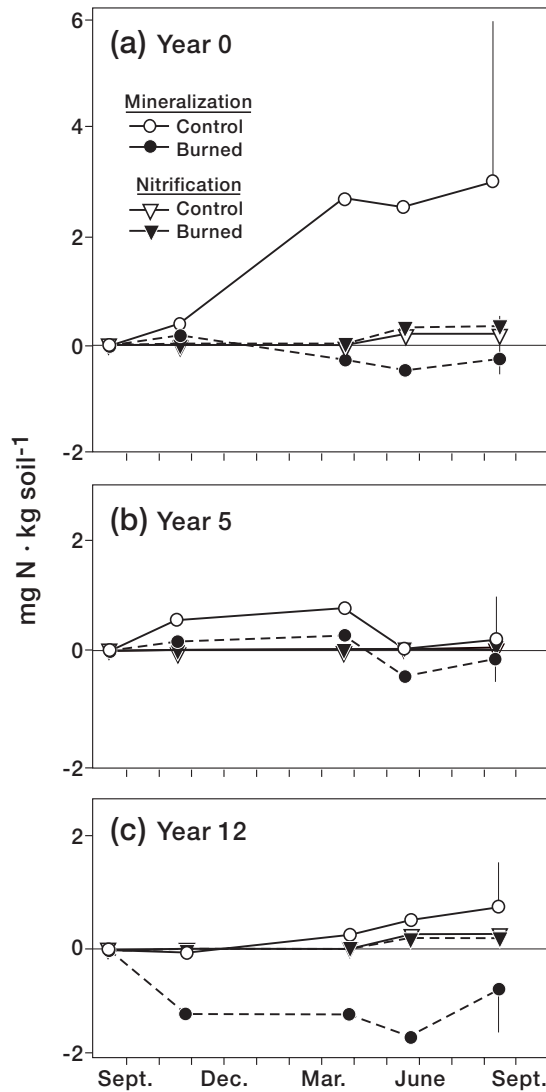 mg N · kg soil-1
(a) Year 0
Mineralization
Control
Burned
Nitrification
Control
Burned
6
4
2
0
-2
(b) Year 5
2
0
-2
(c) Year 12
2
0
-2
Sept. Dec. Mar. June Sept.